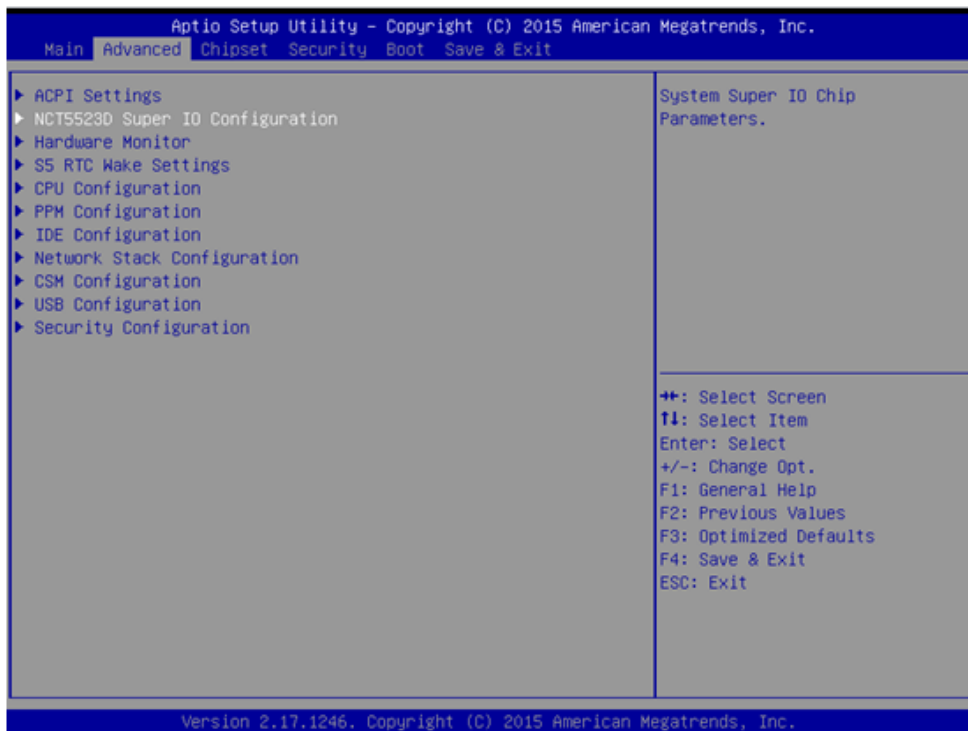 Aptio Setup Utility – Copyright (C) 2015 American Megatrends, Inc.
Main Advanced Chipset Security Boot Save & Exit
ACPI Settings
NCT5523D Super IO Configuration
Hardware Monitor
S5 RTC Wake Settings
CPU Configuration
PPM Configuration
IDE Configuration
Network Stack Configuration
CSM Configuration
USB Configuration
Security Configuration
System Super IO Chip
Parameters.
→←: Select Screen
↑↓: Select Item
Enter: Select
+/-: Change Opt.
F1: General Help
F2: Previous Values
F3: Optimized Defaults
F4: Save & Exit
ESC: Exit
Version 2.17.1246. Copyright (C) 2015 American Megatrends, Inc.